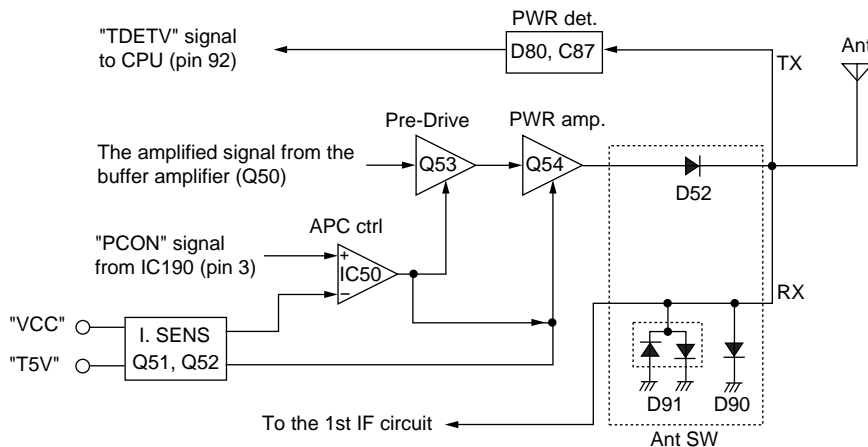 PWR det.
"TDETV" signal
to CPU (pin 92)
D80, C87
TX
Ant
Pre-Drive
PWR amp.
The amplified signal from the
buffer amplifier (Q50)
Q53
Q54
D52
APC ctrl
"PCON" signal
from IC190 (pin 3)
+
IC50
–
RX
"VCC"
"T5V"
I. SENS
Q51, Q52
D91
D90
To the 1st IF circuit
Ant SW